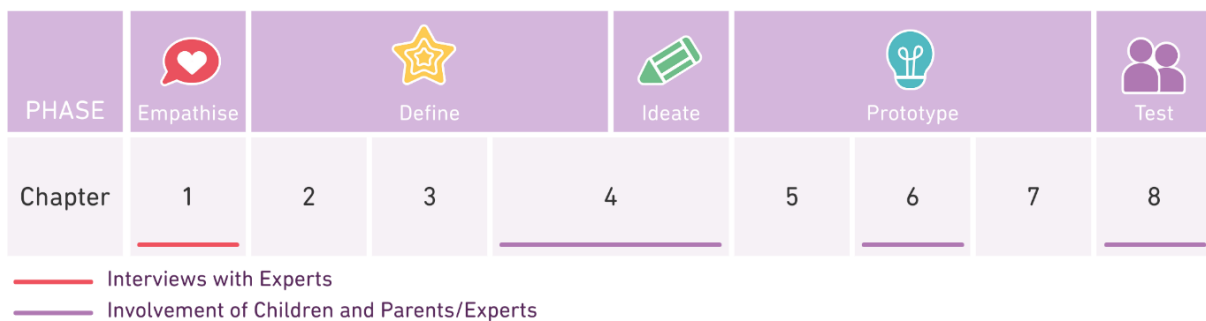 PHASE Empathise Define Ideate Prototype Test
Chapter 1 2 3 4 5 6 7 8
Interviews with Experts
Involvement of Children and Parents/Experts